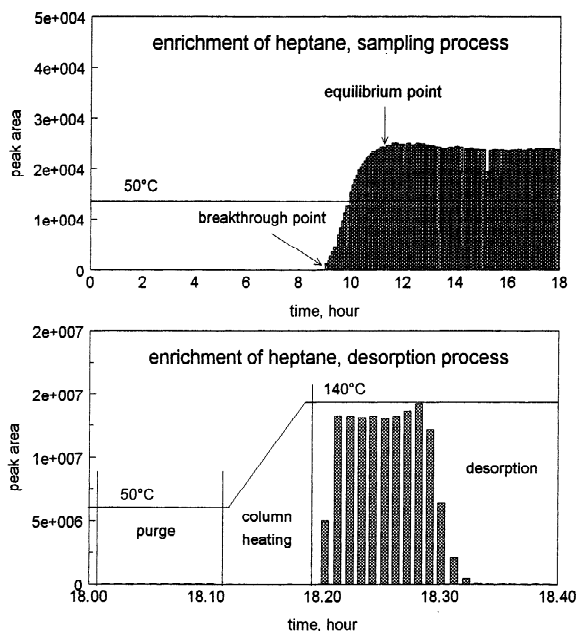 5e+004
enrichment of heptane, sampling process
4e+004
equilibrium point
3e+004
peak area
2e+004
50°C
breakthrough point
1e+004
0
0 2 4 6 8 10 12 14 16 18
time, hour
2e+007
enrichment of heptane, desorption process
140°C
2e+007
peak area
1e+007
50°C
desorption
5e+006
purge
column
heating
0
18.00 18.10 18.20 18.30 18.40
time, hour